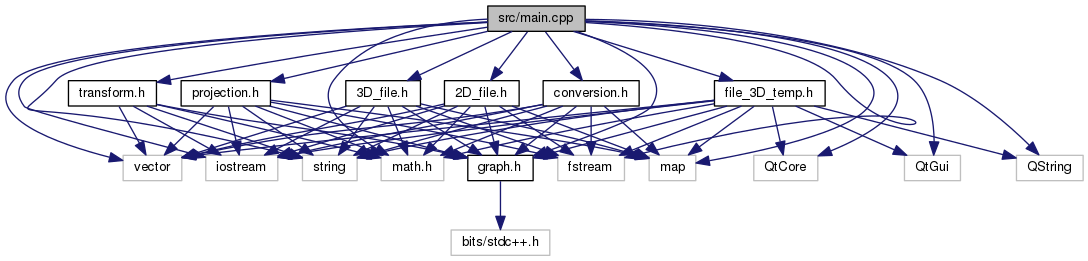 src/main.cpp
transform.h
projection.h
3D_file.h
2D_file.h
conversion.h
file_3D_temp.h
vector
iostream
string
math.h
graph.h
fstream
map
QtCore
QtGui
QString
bits/stdc++.h